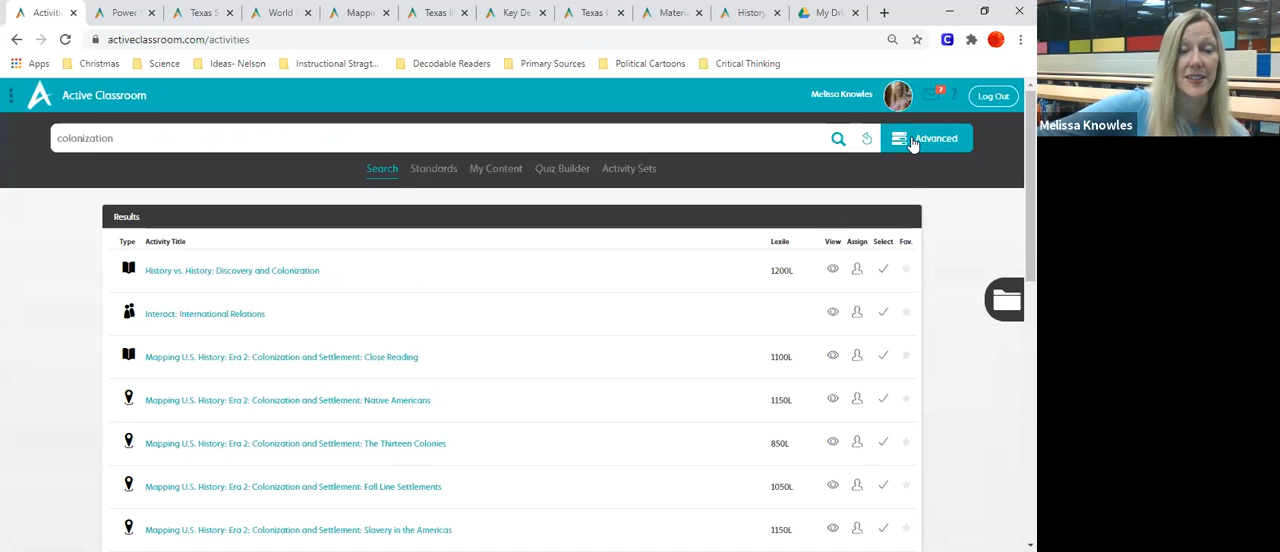 Activiti
Power
Texas S
World
Mappi
Texas I
Key De
Texas I
Materi
History
My Dri
activeclassroom.com/activities
Apps Christmas Science Ideas- Nelson Instructional Stragt... Decodable Readers Primary Sources Political Cartoons Critical Thinking
Active Classroom
Melissa Knowles
7
?
Log Out
colonization
Advanced
Search Standards My Content Quiz Builder Activity Sets
Results
Type Activity Title Lexile View Assign Select Fav.
History vs. History: Discovery and Colonization 1200L
Interact: International Relations
Mapping U.S. History: Era 2: Colonization and Settlement: Close Reading 1100L
Mapping U.S. History: Era 2: Colonization and Settlement: Native Americans 1150L
Mapping U.S. History: Era 2: Colonization and Settlement: The Thirteen Colonies 850L
Mapping U.S. History: Era 2: Colonization and Settlement: Fall Line Settlements 1050L
Mapping U.S. History: Era 2: Colonization and Settlement: Slavery in the Americas 1150L
Melissa Knowles